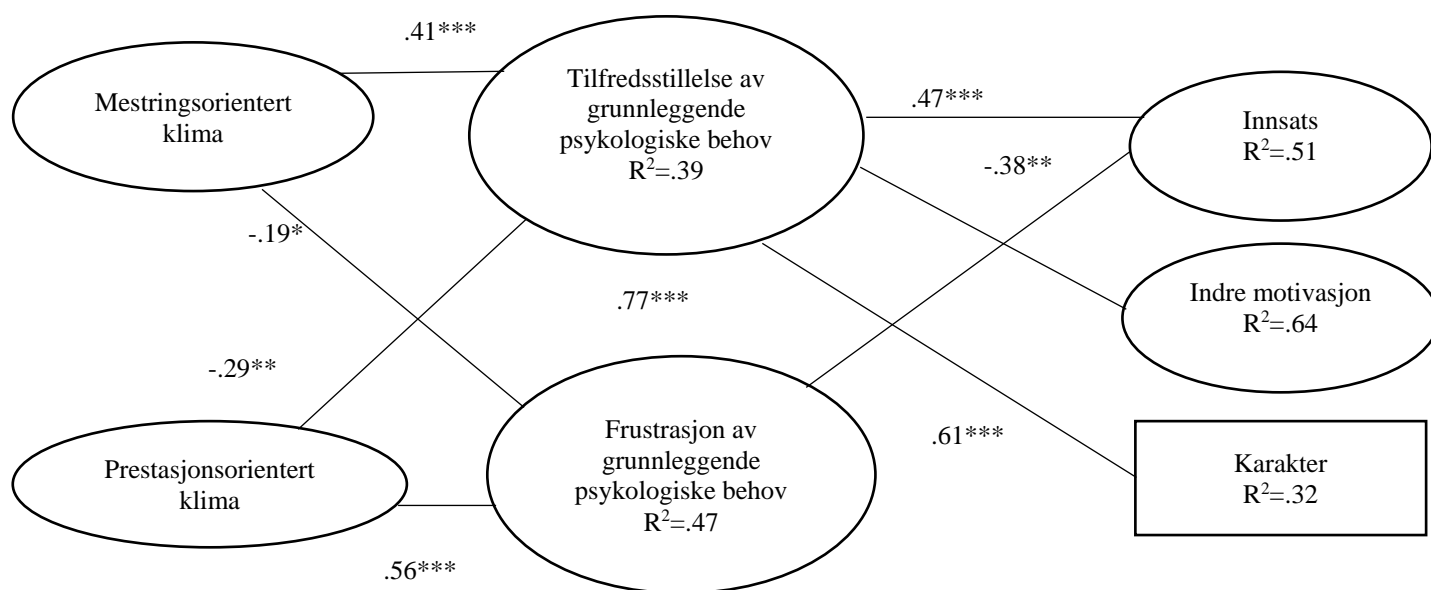 .41***
Mestringsorientert
klima
Tilfredsstillelse av
grunnleggende
psykologiske behov
R²=.39
.47***
Innsats
R²=.51
-.38**
-.19*
.77***
Indre motivasjon
R²=.64
-.29**
Prestasjonsorientert
klima
Frustrasjon av
grunnleggende
psykologiske behov
R²=.47
.61***
Karakter
R²=.32
.56***